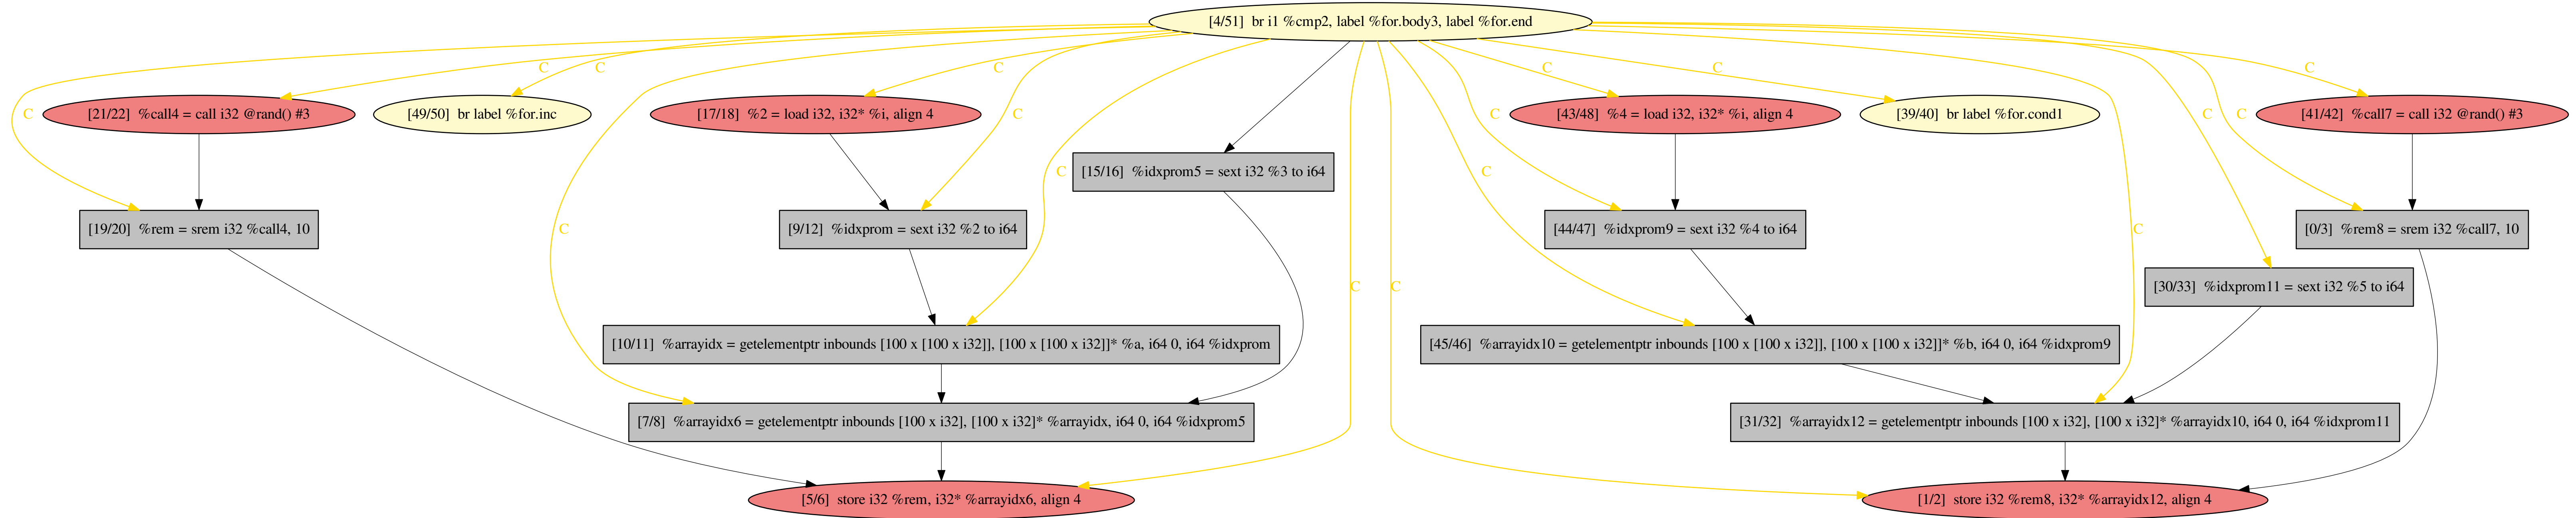 [4/51] br i1 %cmp2, label %for.body3, label %for.end
C
C
C
C
C
C
C
[21/22] %call4 = call i32 @rand() #3
[49/50] br label %for.inc
[17/18] %2 = load i32, i32* %i, align 4
[43/48] %4 = load i32, i32* %i, align 4
[39/40] br label %for.cond1
[41/42] %call7 = call i32 @rand() #3
C
C
C
C
C
C
[15/16] %idxprom5 = sext i32 %3 to i64
C
[19/20] %rem = srem i32 %call4, 10
[9/12] %idxprom = sext i32 %2 to i64
[44/47] %idxprom9 = sext i32 %4 to i64
[0/3] %rem8 = srem i32 %call7, 10
C
C
[30/33] %idxprom11 = sext i32 %5 to i64
C
C
[10/11] %arrayidx = getelementptr inbounds [100 x [100 x i32]], [100 x [100 x i32]]* %a, i64 0, i64 %idxprom
[45/46] %arrayidx10 = getelementptr inbounds [100 x [100 x i32]], [100 x [100 x i32]]* %b, i64 0, i64 %idxprom9
[7/8] %arrayidx6 = getelementptr inbounds [100 x i32], [100 x i32]* %arrayidx, i64 0, i64 %idxprom5
[31/32] %arrayidx12 = getelementptr inbounds [100 x i32], [100 x i32]* %arrayidx10, i64 0, i64 %idxprom11
[5/6] store i32 %rem, i32* %arrayidx6, align 4
[1/2] store i32 %rem8, i32* %arrayidx12, align 4